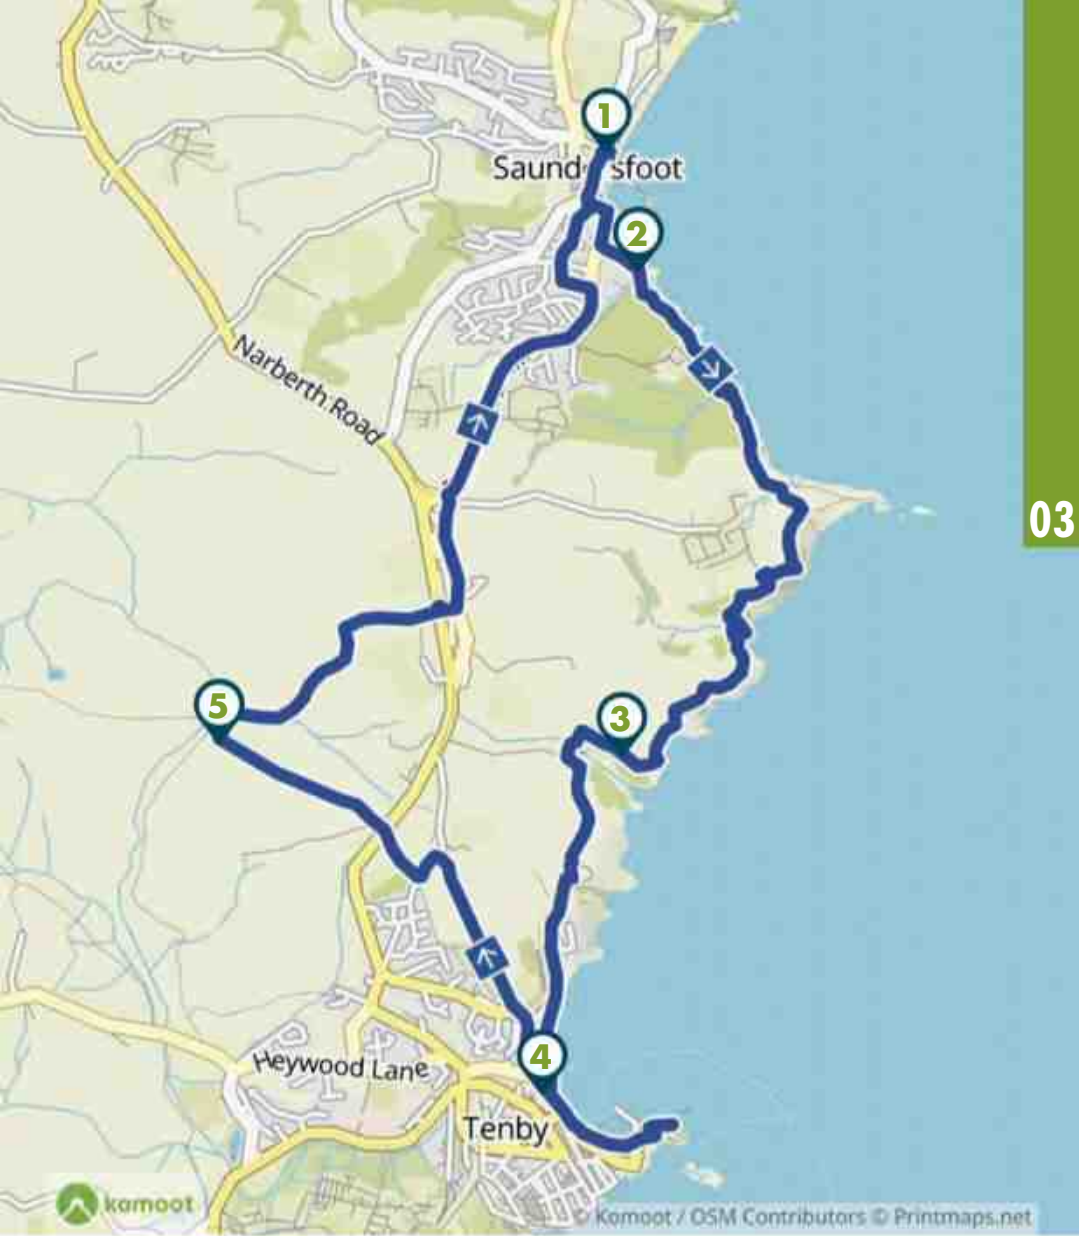 1
Saund sfoot
2
Narberth Road
03
5
3
4
Heywood Lane
Tenby
komoot
© Komoot / OSM Contributors © Printmaps.net